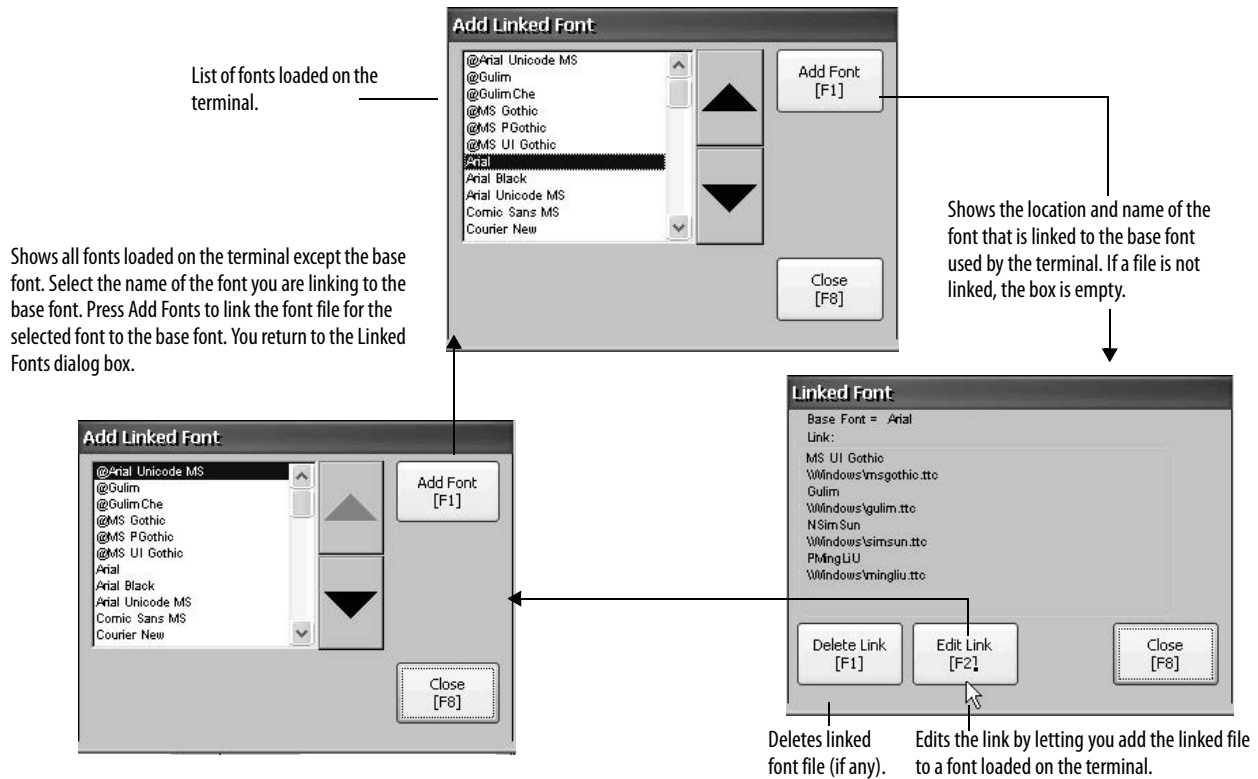 Add Linked Font
@Arial Unicode MS
@Gulim
@GulimChe
@MS Gothic
@MS PGothic
@MS UI Gothic
Arial
Arial Black
Arial Unicode MS
Comic Sans MS
Courier New
Add Font
[F1]
Close
[F8]
List of fonts loaded on the
terminal.
Shows the location and name of the
font that is linked to the base font
used by the terminal. If a file is not
linked, the box is empty.
Shows all fonts loaded on the terminal except the base
font. Select the name of the font you are linking to the
base font. Press Add Fonts to link the font file for the
selected font to the base font. You return to the Linked
Fonts dialog box.
Linked Font
Base Font = Arial
Link:
MS UI Gothic
\Windows\msgothic.ttc
Gulim
\Windows\gulim.ttc
NSimSun
\Windows\simsun.ttc
PMingLiU
\Windows\mingliu.ttc
Delete Link
[F1]
Edit Link
[F2]
Close
[F8]
Deletes linked
font file (if any).
Edits the link by letting you add the linked file
to a font loaded on the terminal.
Add Linked Font
@Arial Unicode MS
@Gulim
@GulimChe
@MS Gothic
@MS PGothic
@MS UI Gothic
Arial
Arial Black
Arial Unicode MS
Comic Sans MS
Courier New
Add Font
[F1]
Close
[F8]